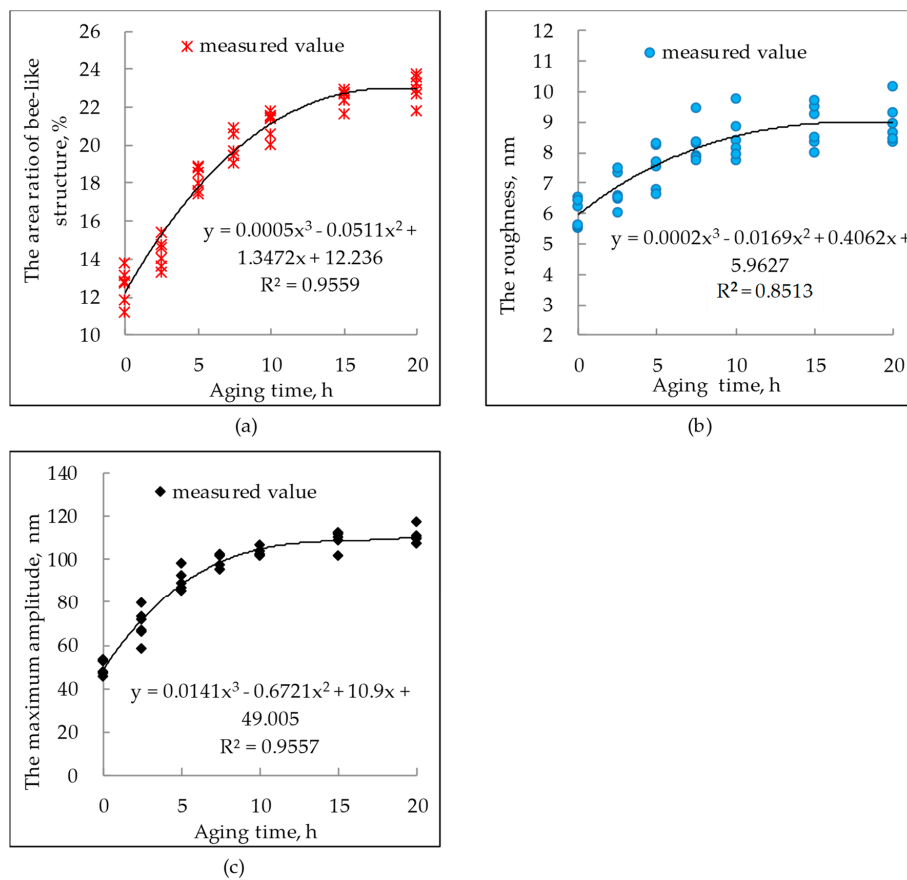 The area ratio of bee-like
structure, %
26
24
22
20
18
16
14
12
10
measured value
y = 0.0005x³ - 0.0511x² +
1.3472x + 12.236
R² = 0.9559
0 5 10 15 20
Aging time, h
(a)
The roughness, nm
12
11
10
9
8
7
6
5
4
3
2
measured value
y = 0.0002x³ - 0.0169x² + 0.4062x +
5.9627
R² = 0.8513
0 5 10 15 20
Aging time, h
(b)
The maximum amplitude, nm
140
120
100
80
60
40
20
0
measured value
y = 0.0141x³ - 0.6721x² + 10.9x +
49.005
R² = 0.9557
0 5 10 15 20
Aging time, h
(c)